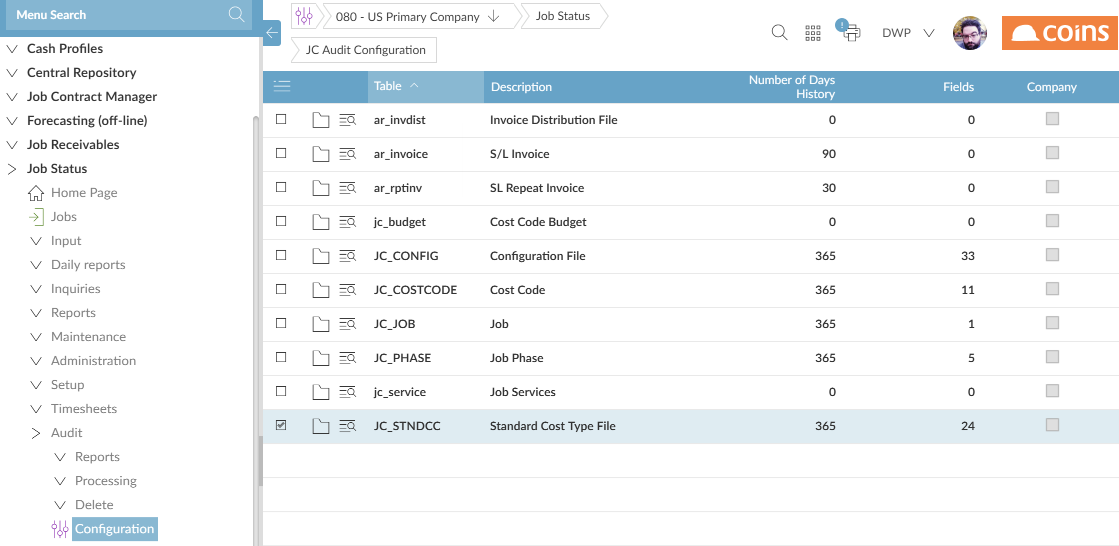 Menu Search
Cash Profiles
Central Repository
Job Contract Manager
Forecasting (off-line)
Job Receivables
Job Status
Home Page
Jobs
Input
Daily reports
Inquiries
Reports
Maintenance
Administration
Setup
Timesheets
Audit
Reports
Processing
Delete
Configuration
080 - US Primary Company
Job Status
JC Audit Configuration
!
DWP
coins
Table Description Number of Days History Fields Company
ar_invdist Invoice Distribution File 0 0
ar_invoice S/L Invoice 90 0
ar_rptinv SL Repeat Invoice 30 0
jc_budget Cost Code Budget 0 0
JC_CONFIG Configuration File 365 33
JC_COSTCODE Cost Code 365 11
JC_JOB Job 365 1
JC_PHASE Job Phase 365 5
jc_service Job Services 0 0
JC_STNDCC Standard Cost Type File 365 24